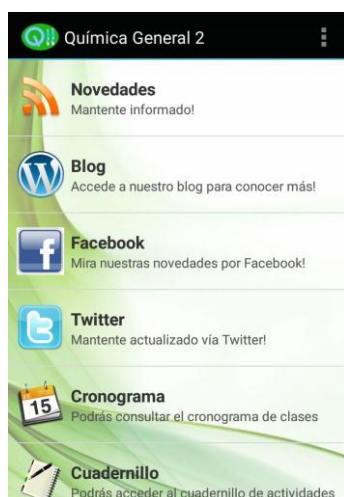 QII Química General 2
Novedades
Mantente informado!
Blog
Accede a nuestro blog para conocer más!
Facebook
Mira nuestras novedades por Facebook!
Twitter
Mantente actualizado vía Twitter!
15
Cronograma
Podrás consultar el cronograma de clases
Cuadernillo
Podrás acceder al cuadernillo de actividades